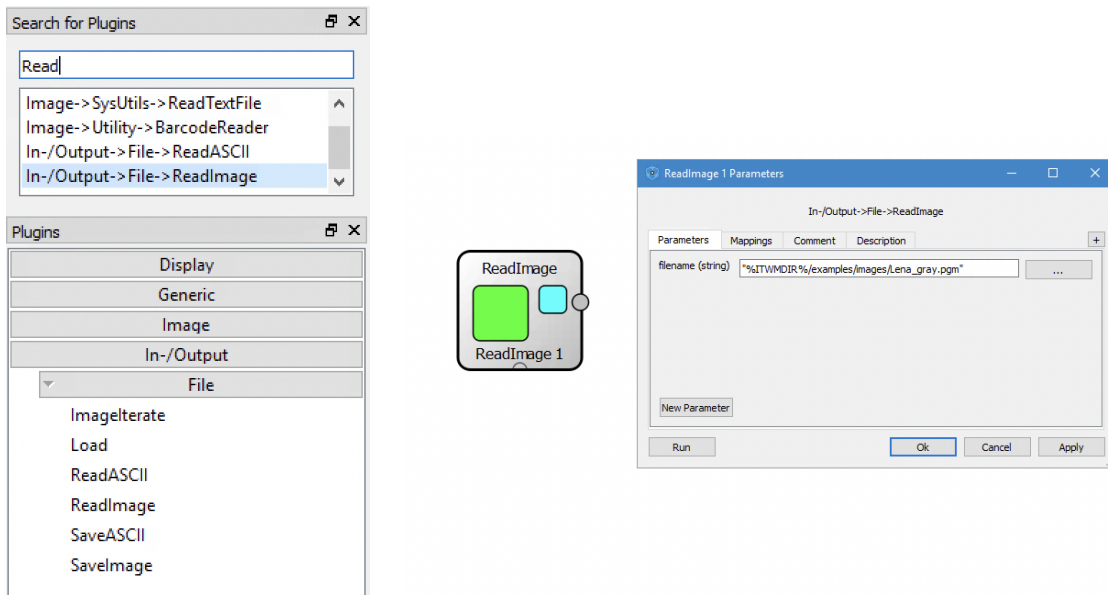 Search for Plugins
Read
Image->SysUtils->ReadTextFile
Image->Utility->BarcodeReader
In-/Output->File->ReadASCII
In-/Output->File->ReadImage
Plugins
Display
Generic
Image
In-/Output
File
ImageIterate
Load
ReadASCII
ReadImage
SaveASCII
SaveImage
ReadImage
ReadImage 1
ReadImage 1 Parameters
In-/Output->File->ReadImage
Parameters Mappings Comment Description +
filename (string) "%ITWMDIR%/examples/images/Lena_gray.pgm" ...
New Parameter
Run Ok Cancel Apply